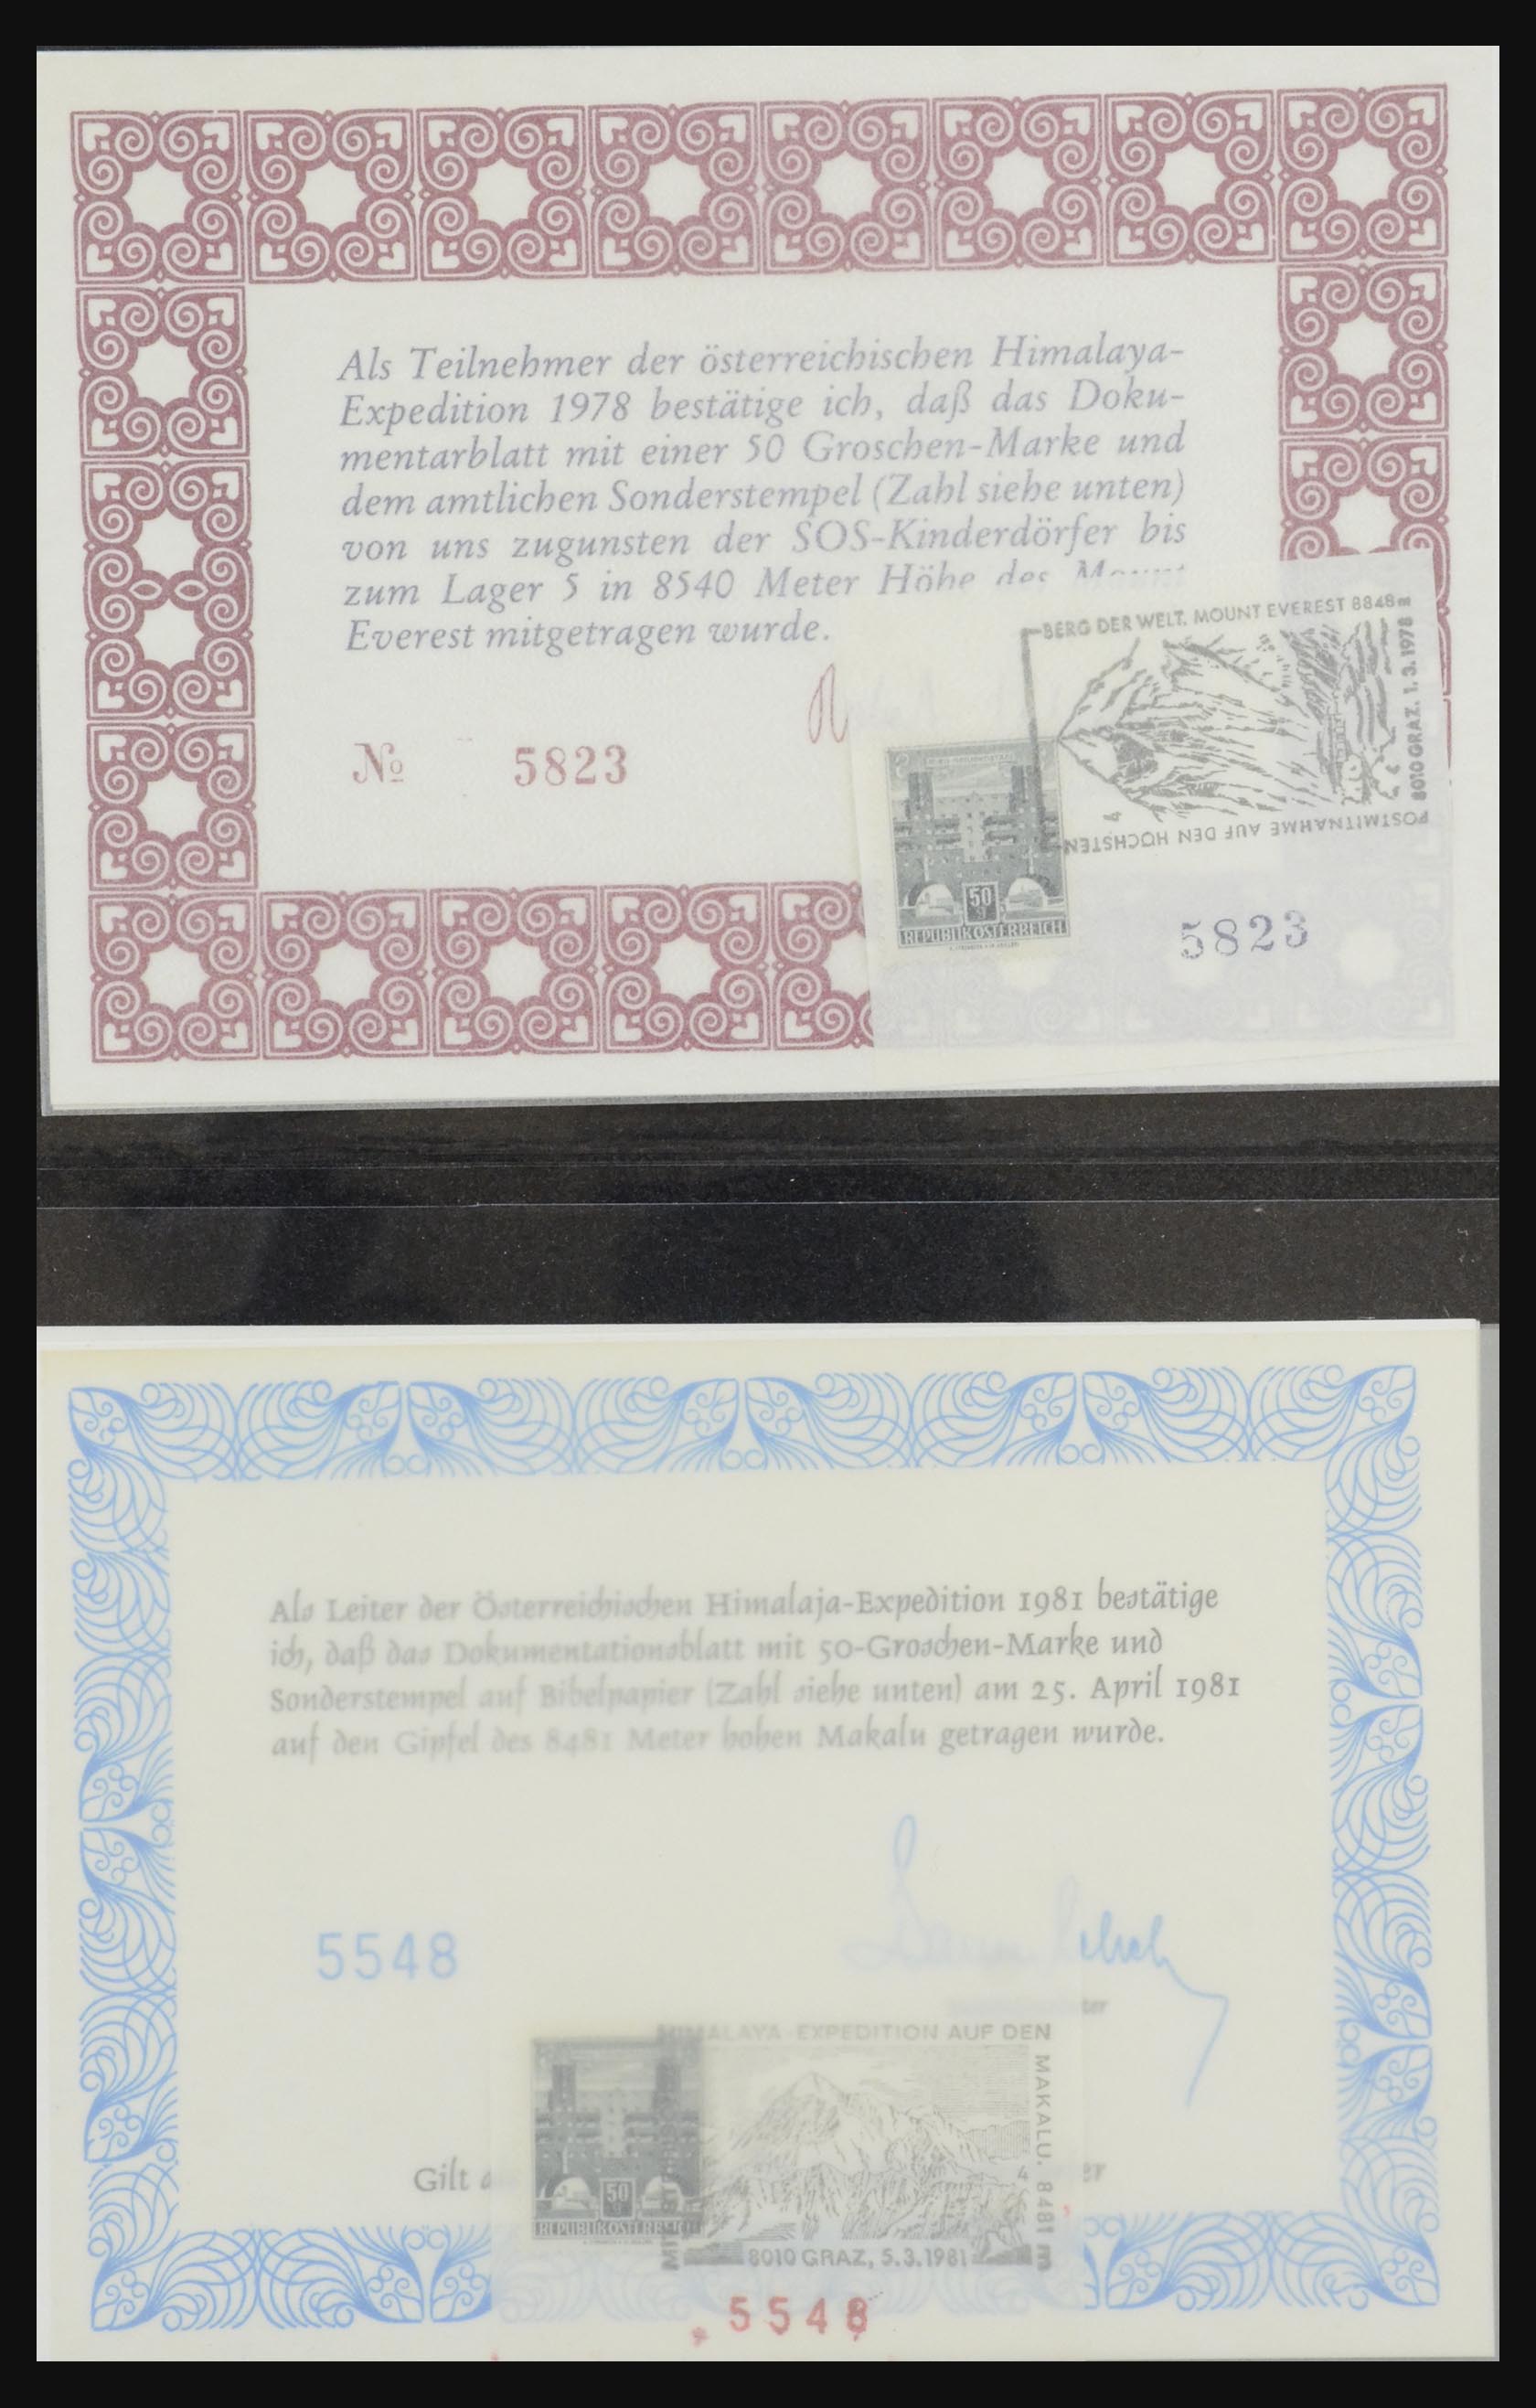 Als Teilnehmer der österreichischen Himalaya-
Expedition 1978 bestätige ich, daß das Doku-
mentarblatt mit einer 50 Groschen-Marke und
dem amtlichen Sonderstempel (Zahl siehe unten)
von uns zugunsten der SOS-Kinderdörfer bis
zum Lager 5 in 8540 Meter Höhe des Mount
Everest mitgetragen wurde.
No 5823
BERG DER WELT. MOUNT EVEREST 8848m
8010 GRAZ. 1. 3. 1978
POSTMITNAHME AUF DEN HÖCHSTEN
4
50
REPUBLIK ÖSTERREICH
5823
Als Leiter der Österreichischen Himalaja-Expedition 1981 bestätige
ich, daß das Dokumentationsblatt mit 50-Groschen-Marke und
Sonderstempel auf Bibelpapier (Zahl siehe unten) am 25. April 1981
auf den Gipfel des 8481 Meter hohen Makalu getragen wurde.
5548
HIMALAYA-EXPEDITION AUF DEN
MAKALU. 8481 m
4
Gilt
50
REPUBLIK ÖSTERREICH
8010 GRAZ, 5.3.1981
5548